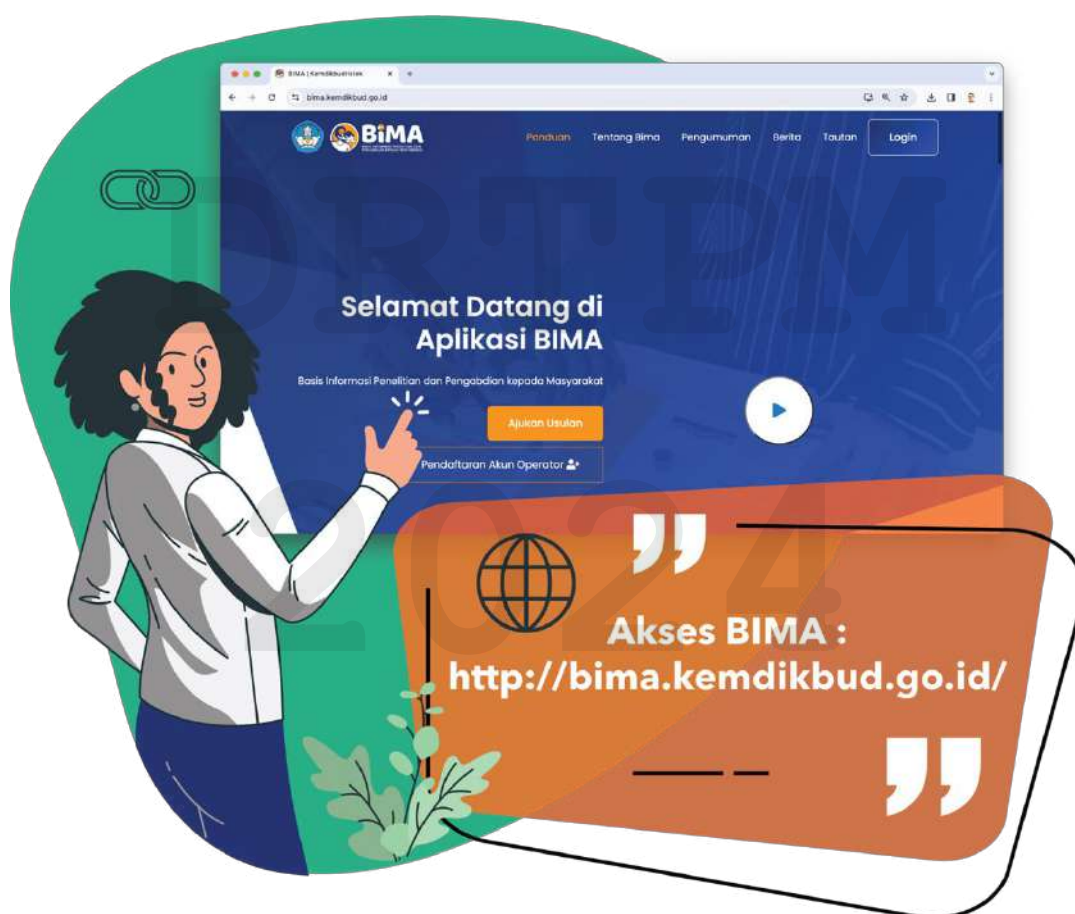 BIMA | Kemdikbudristek
bima.kemdikbud.go.id
BiMA
Panduan Tentang Bima Pengumuman Berita Tautan Login
DRTPM
Selamat Datang di
Aplikasi BIMA
Basis Informasi Penelitian dan Pengabdian kepada Masyarakat
Ajukan Usulan
Pendaftaran Akun Operator
2024
Akses BIMA :
http://bima.kemdikbud.go.id/